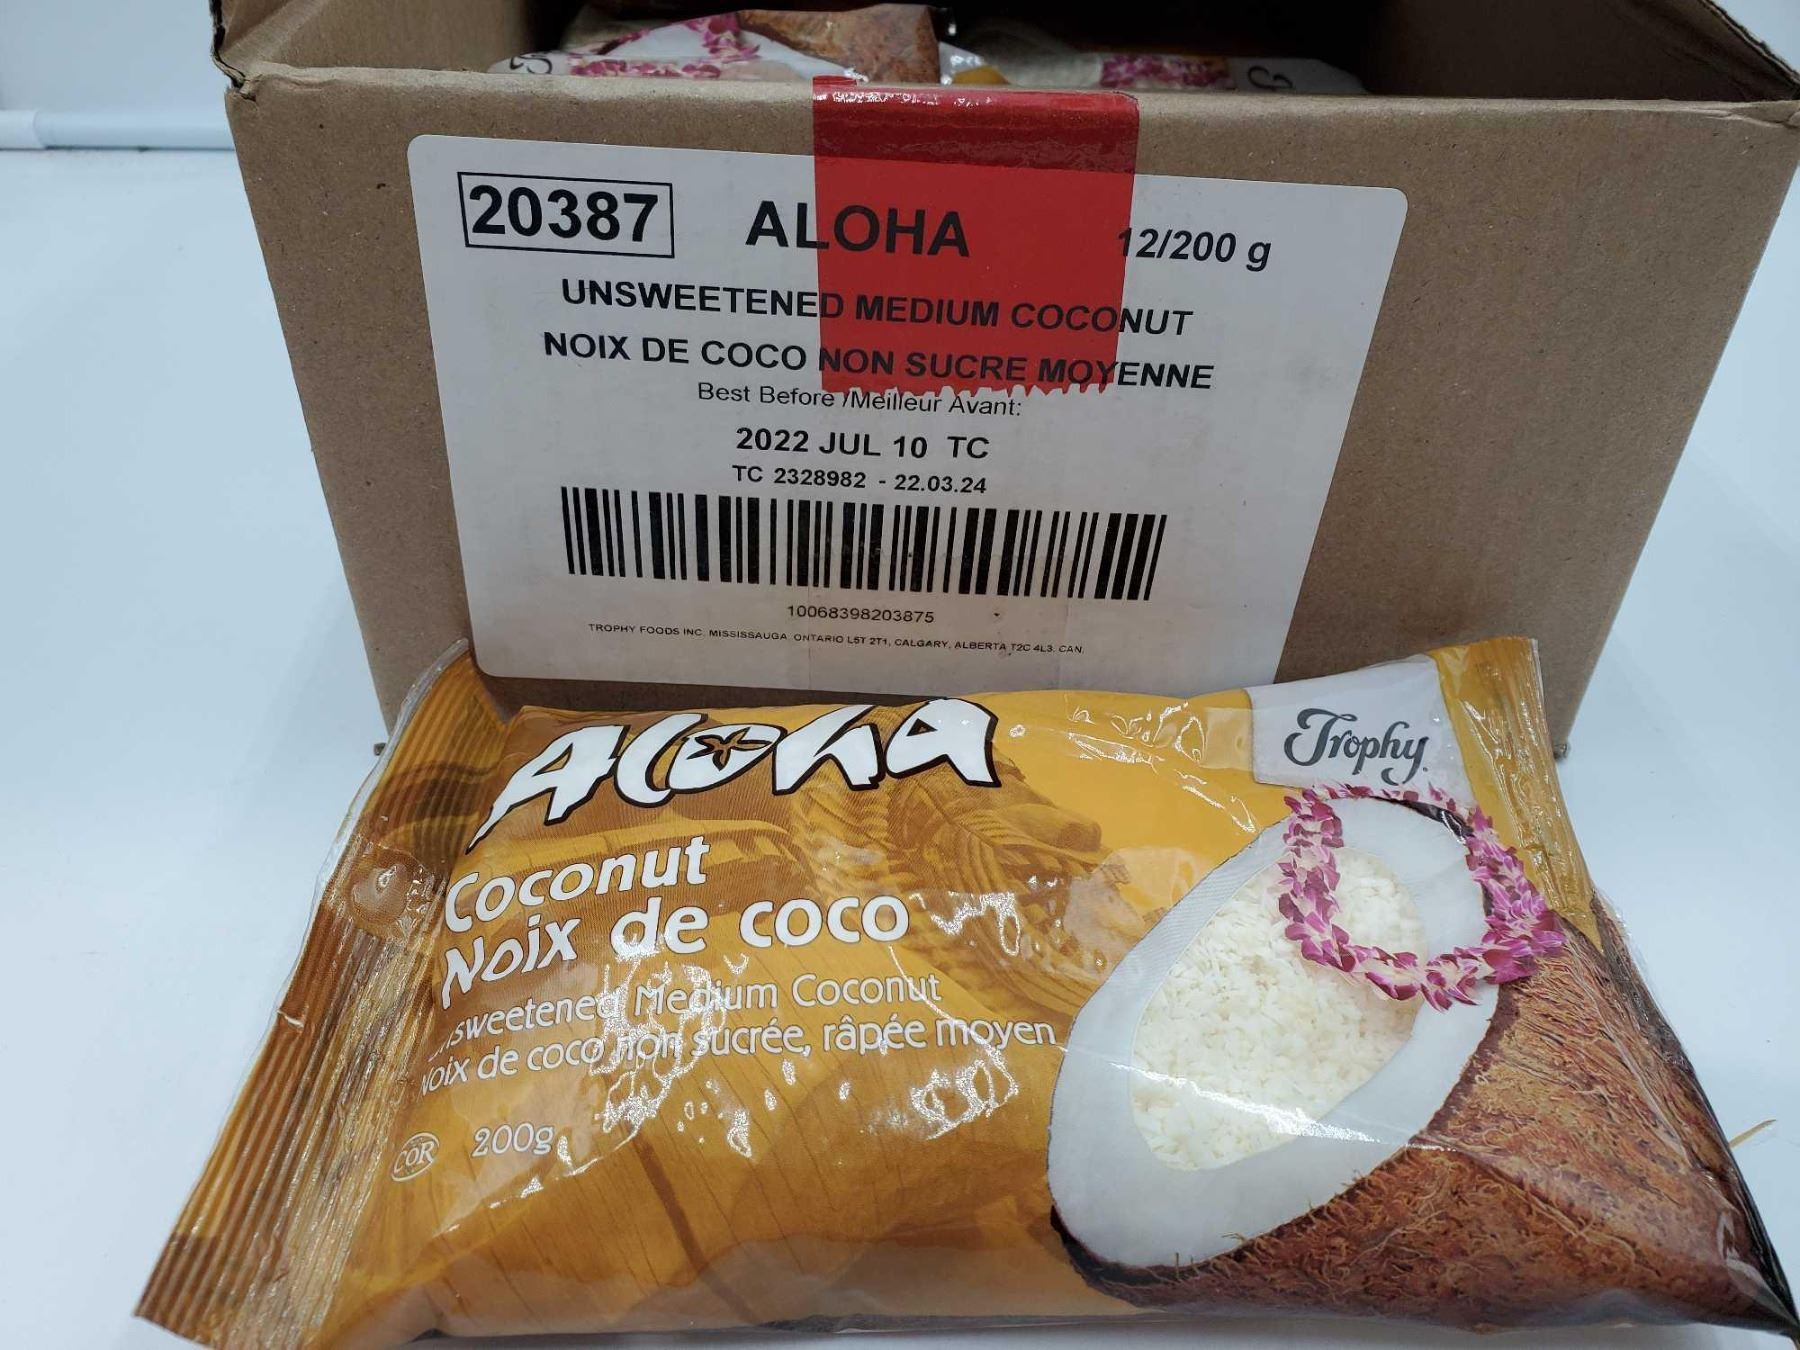 20387 ALOHA 12/200 g
UNSWEETENED MEDIUM COCONUT
NOIX DE COCO NON SUCRE MOYENNE
Best Before /Meilleur Avant:
2022 JUL 10 TC
TC 2328982 - 22.03.24
10068398203875
TROPHY FOODS INC. MISSISSAUGA, ONTARIO L5T 2T1, CALGARY, ALBERTA T2C 4L3. CAN.
Aloha
Trophy
Coconut
Noix de coco
Medium Coconut
Noix de coco non sucrée, râpée moyen
COR 200g